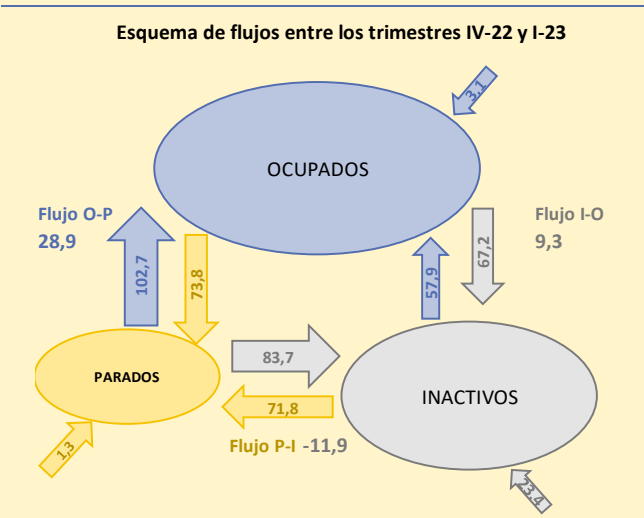 Esquema de flujos entre los trimestres IV-22 y I-23
3,1
OCUPADOS
Flujo O-P
28,9
Flujo I-O
9,3
102,7
73,8
57,9
67,2
83,7
PARADOS
INACTIVOS
71,8
Flujo P-I -11,9
1,3
23,4